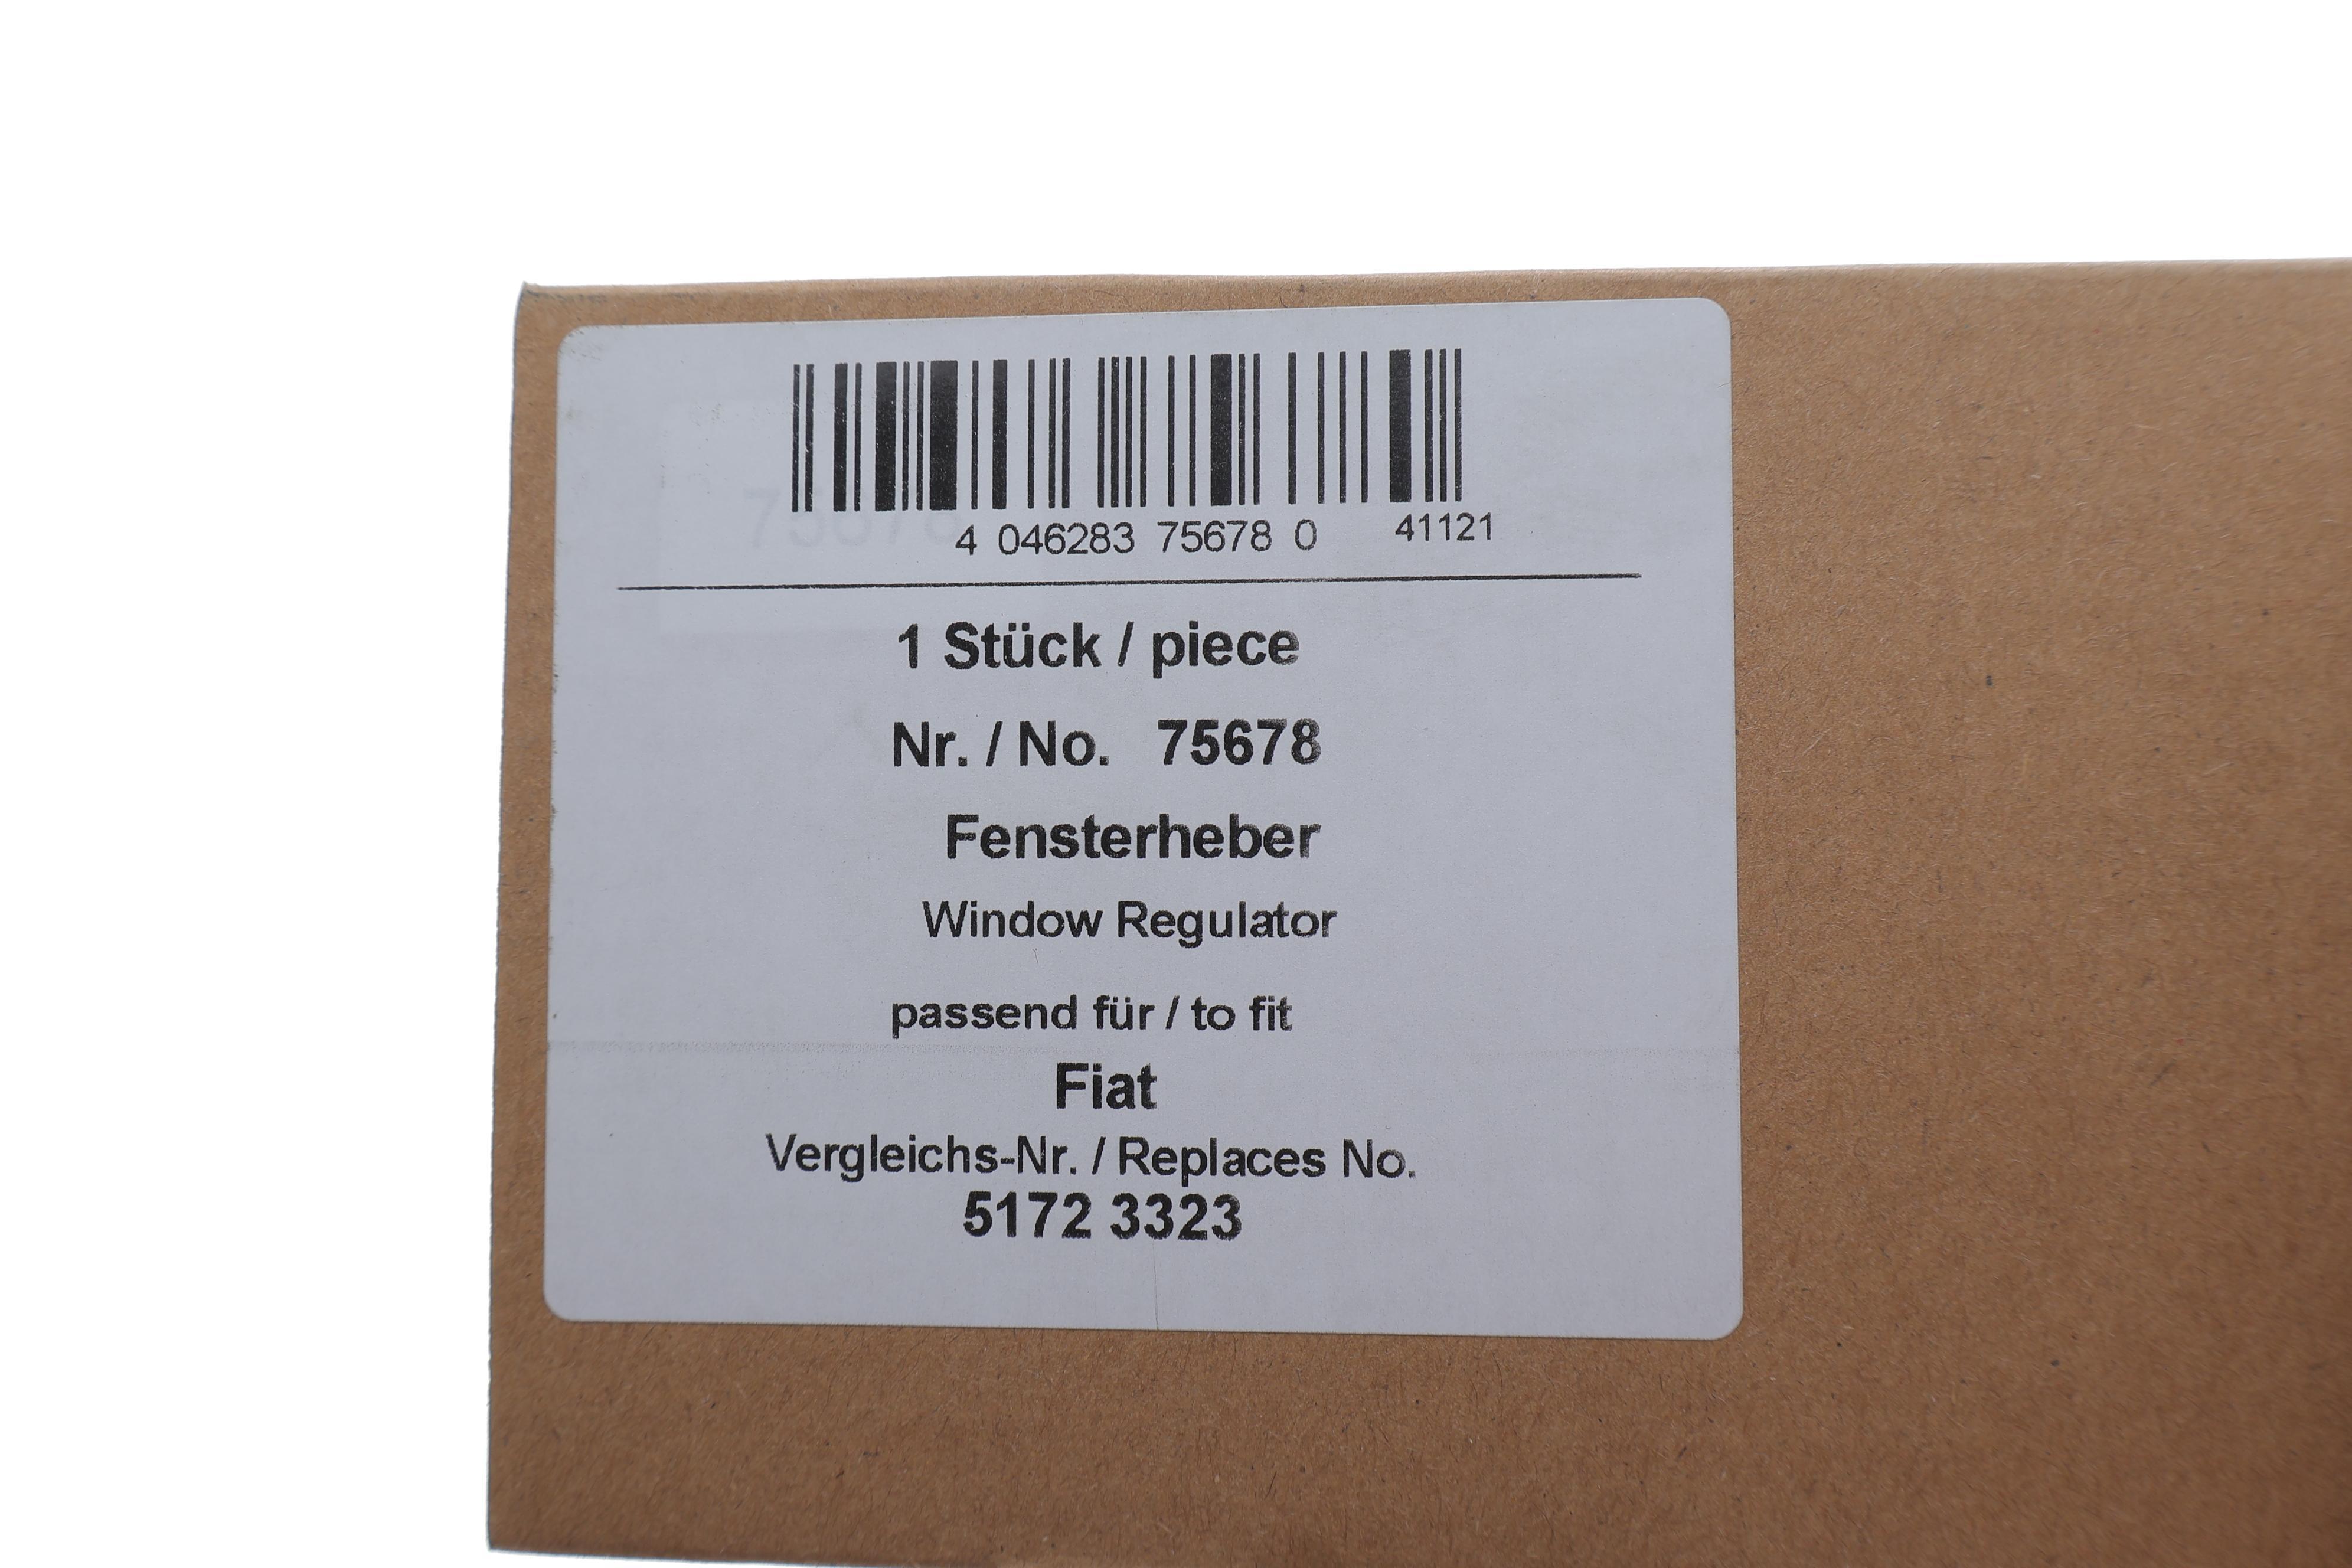 4 046283 75678 0 41121
1 Stück / piece
Nr. / No. 75678
Fensterheber
Window Regulator
passend für / to fit
Fiat
Vergleichs-Nr. / Replaces No.
5172 3323